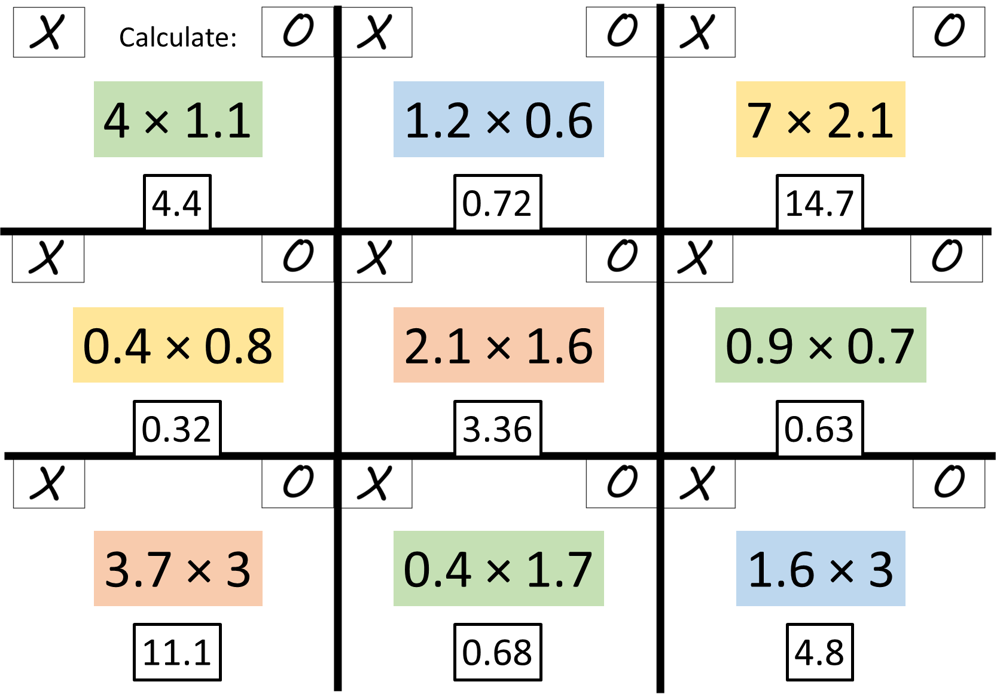 X Calculate: O X O X O
4 × 1.1 1.2 × 0.6 7 × 2.1
4.4 0.72 14.7
X O X O X O
0.4 × 0.8 2.1 × 1.6 0.9 × 0.7
0.32 3.36 0.63
X O X O X O
3.7 × 3 0.4 × 1.7 1.6 × 3
11.1 0.68 4.8